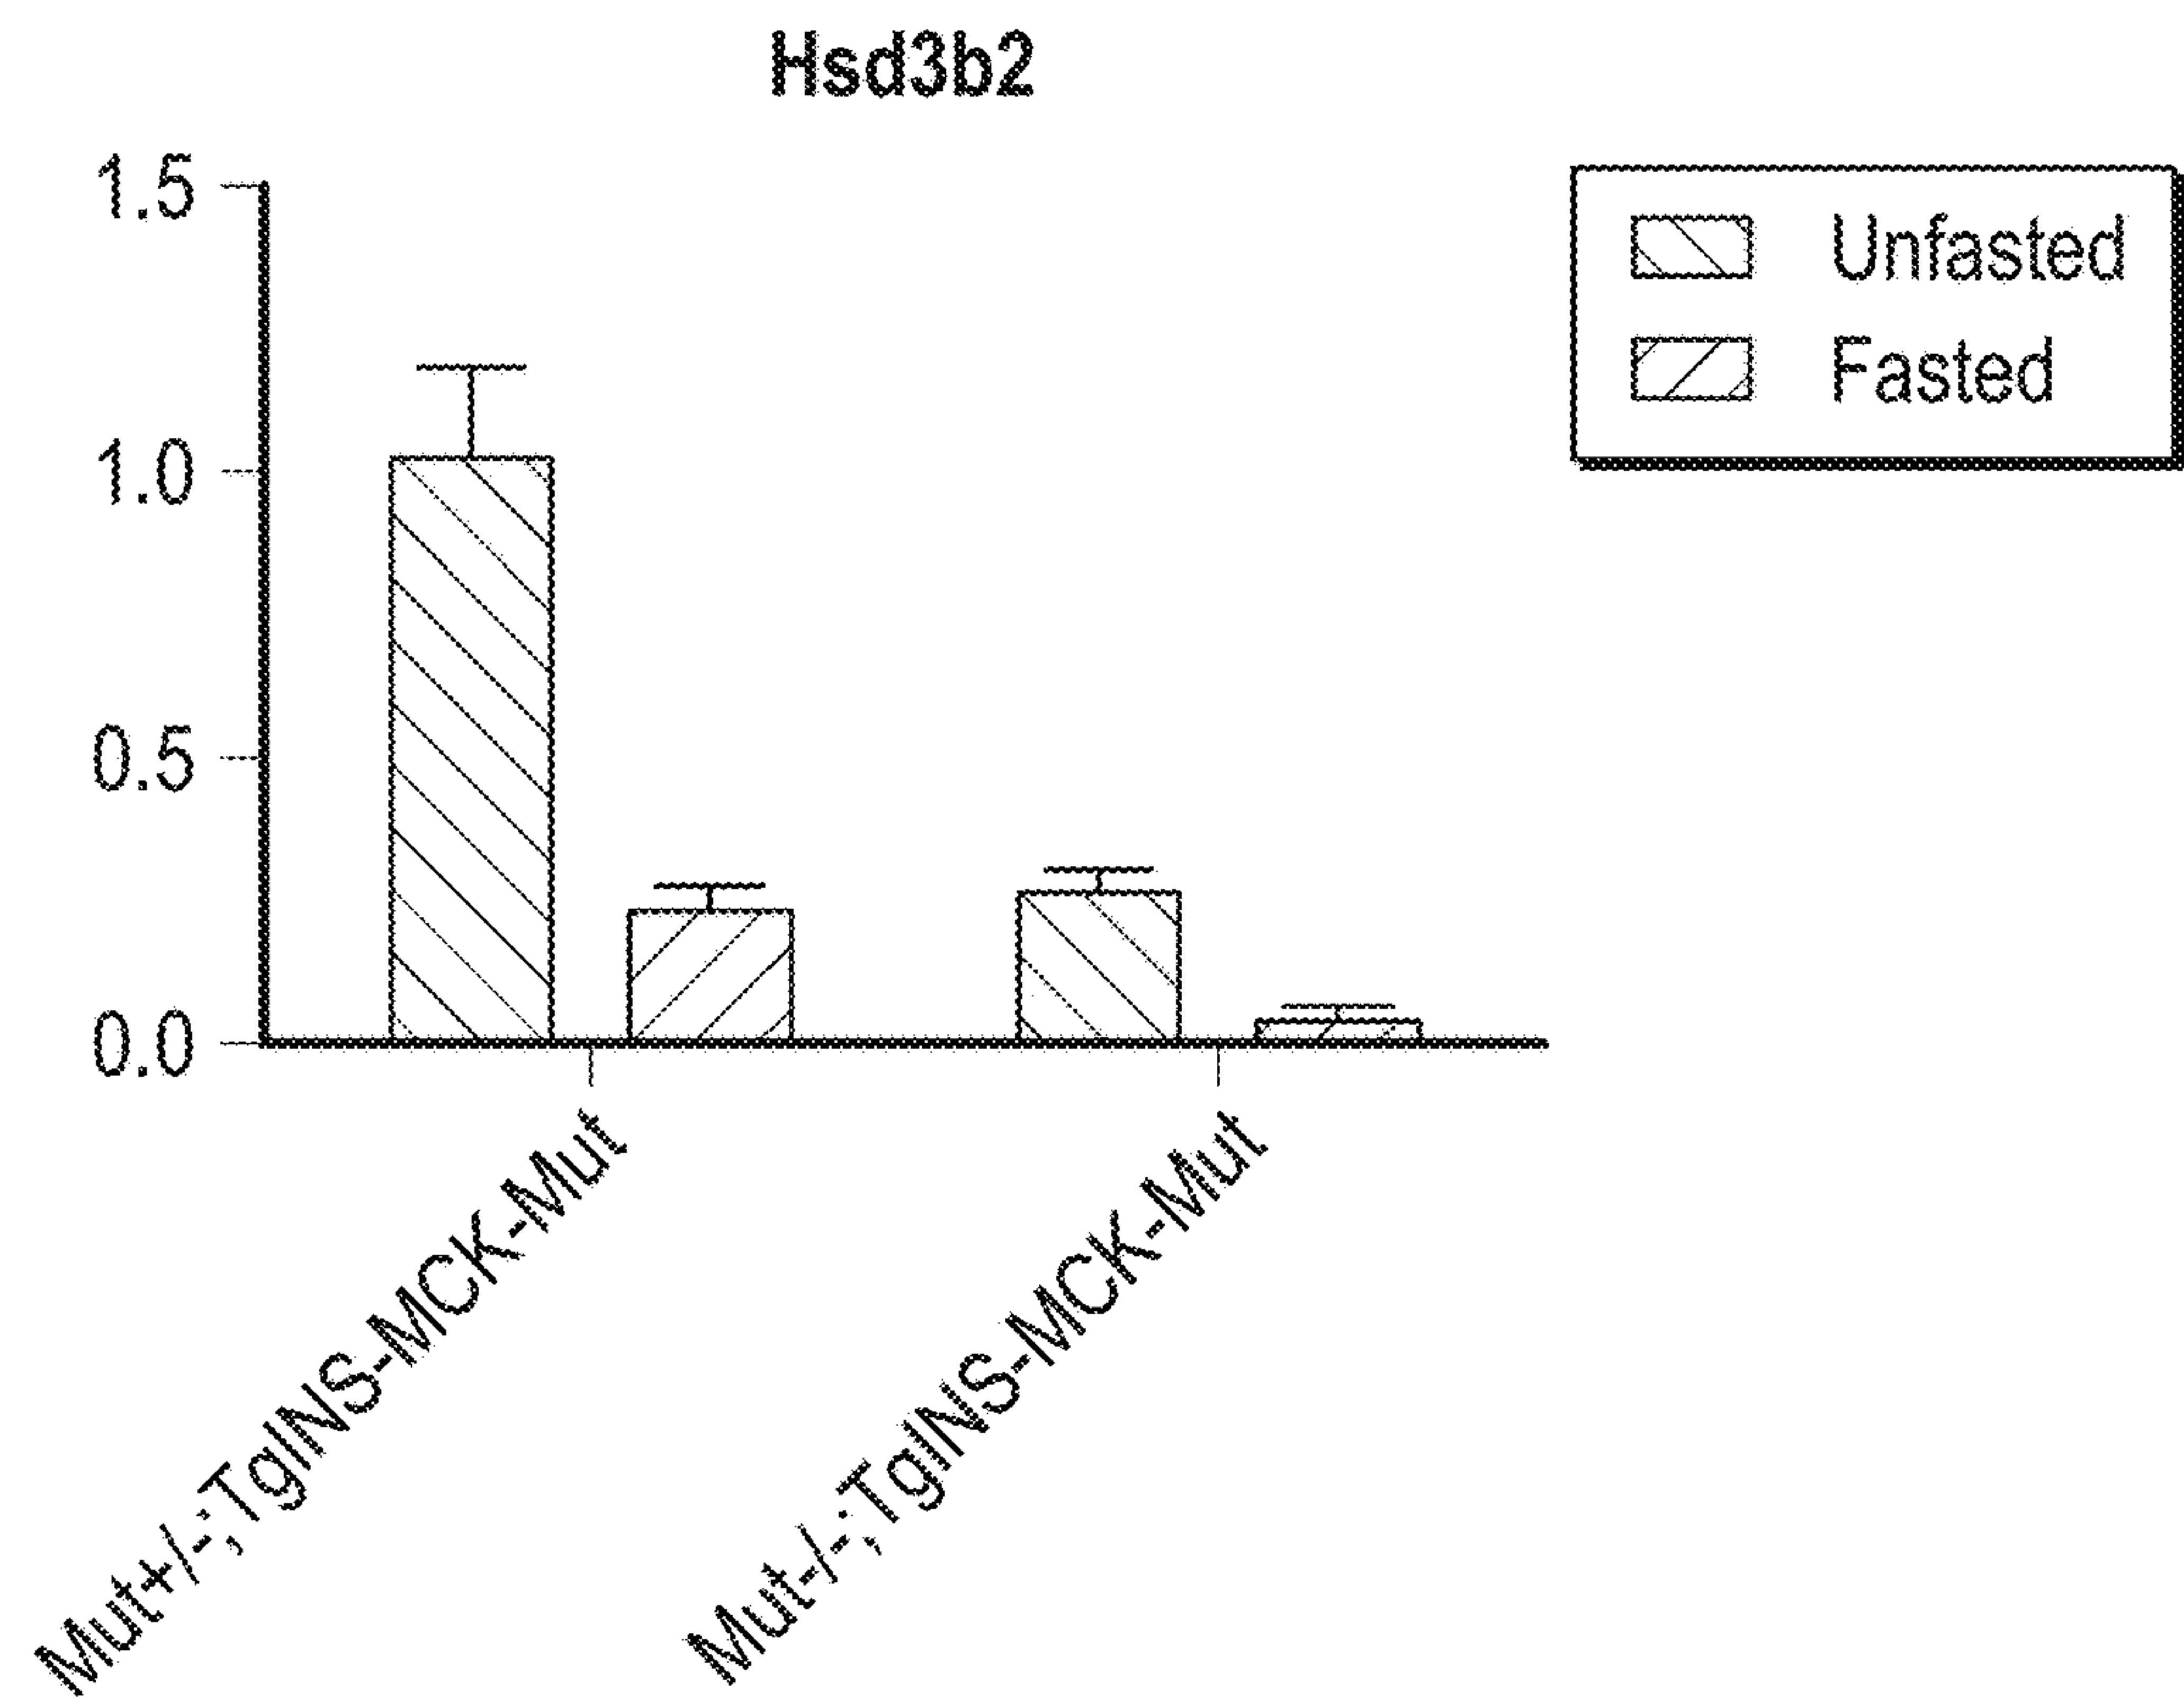 Hsd3b2
1.5
1.0
0.5
0.0
Unfasted
Fasted
Mut+/-;TgINS-MCK-Mut
Mut-/-;TgINS-MCK-Mut